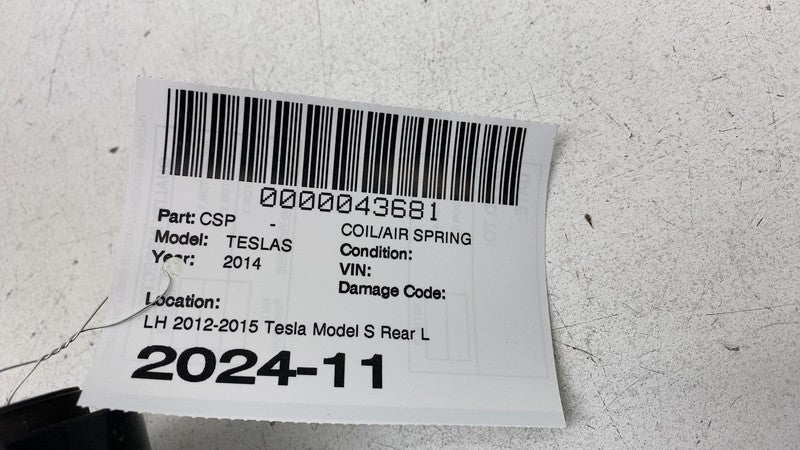 0000043681
Part: CSP - COIL/AIR SPRING
Model: TESLAS Condition:
Year: 2014 VIN:
Damage Code:
Location:
LH 2012-2015 Tesla Model S Rear L
2024-11